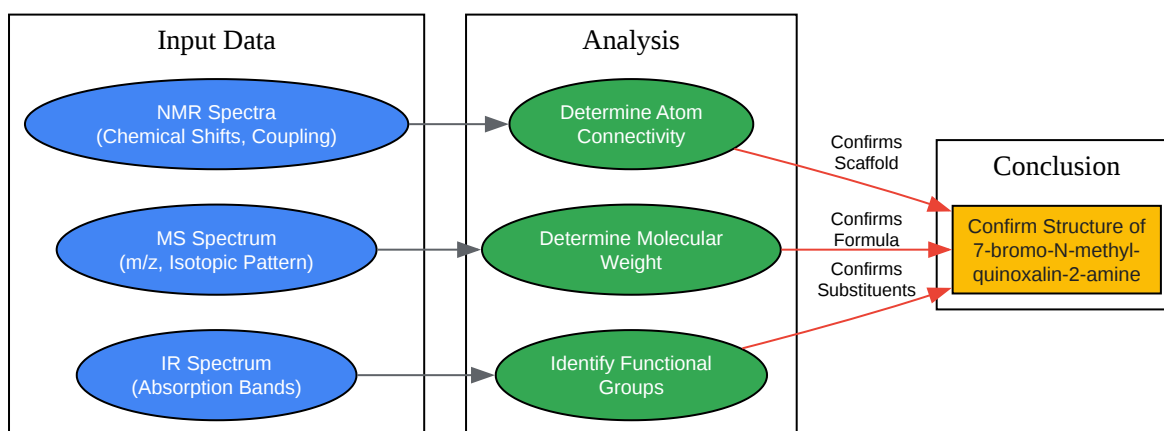 Input Data
NMR Spectra
(Chemical Shifts, Coupling)
MS Spectrum
(m/z, Isotopic Pattern)
IR Spectrum
(Absorption Bands)
Analysis
Determine Atom
Connectivity
Determine Molecular
Weight
Identify Functional
Groups
Confirms
Scaffold
Confirms
Formula
Confirms
Substituents
Conclusion
Confirm Structure of
7-bromo-N-methyl-
quinoxalin-2-amine